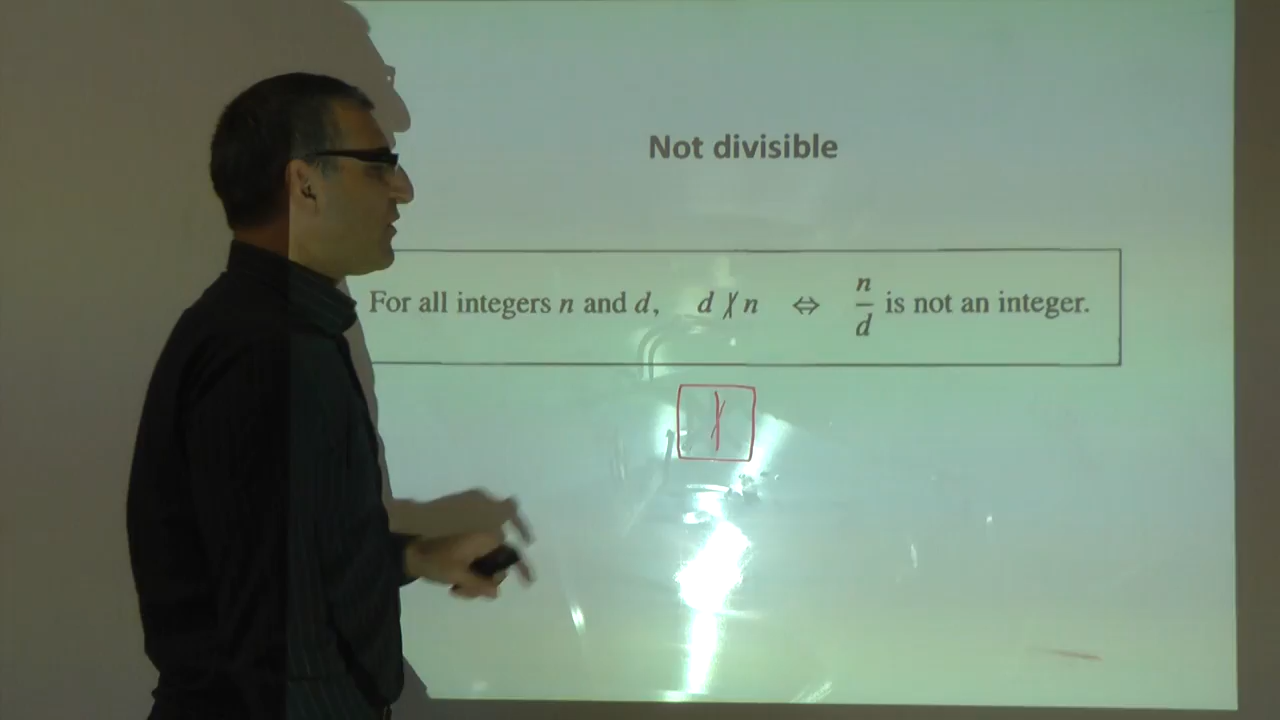 Not divisible
For all integers n and d, d ∤ n ⇔ n/d is not an integer.
∤